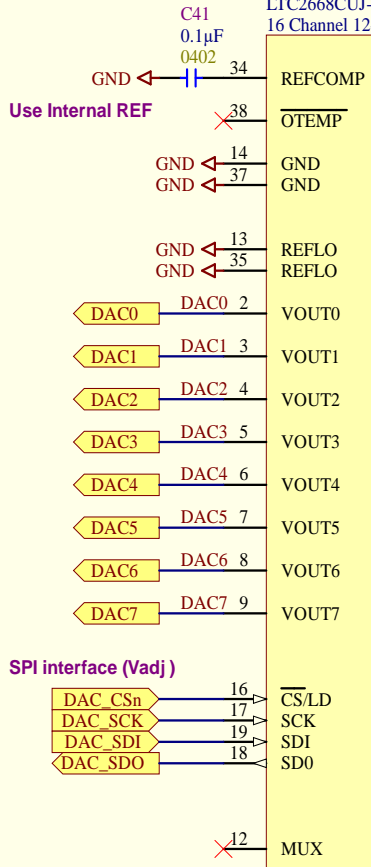 C41
LTC2668CUJ-
0.1µF
16 Channel 12
0402
GND 34 REFCOMP
Use Internal REF
38 OTEMP
GND 14 GND
GND 37 GND
GND 13 REFLO
GND 35 REFLO
DAC0 DAC0 2 VOUT0
DAC1 DAC1 3 VOUT1
DAC2 DAC2 4 VOUT2
DAC3 DAC3 5 VOUT3
DAC4 DAC4 6 VOUT4
DAC5 DAC5 7 VOUT5
DAC6 DAC6 8 VOUT6
DAC7 DAC7 9 VOUT7
SPI interface (Vadj )
DAC_CSn 16 CS/LD
DAC_SCK 17 SCK
DAC_SDI 19 SDI
DAC_SDO 18 SD0
12 MUX